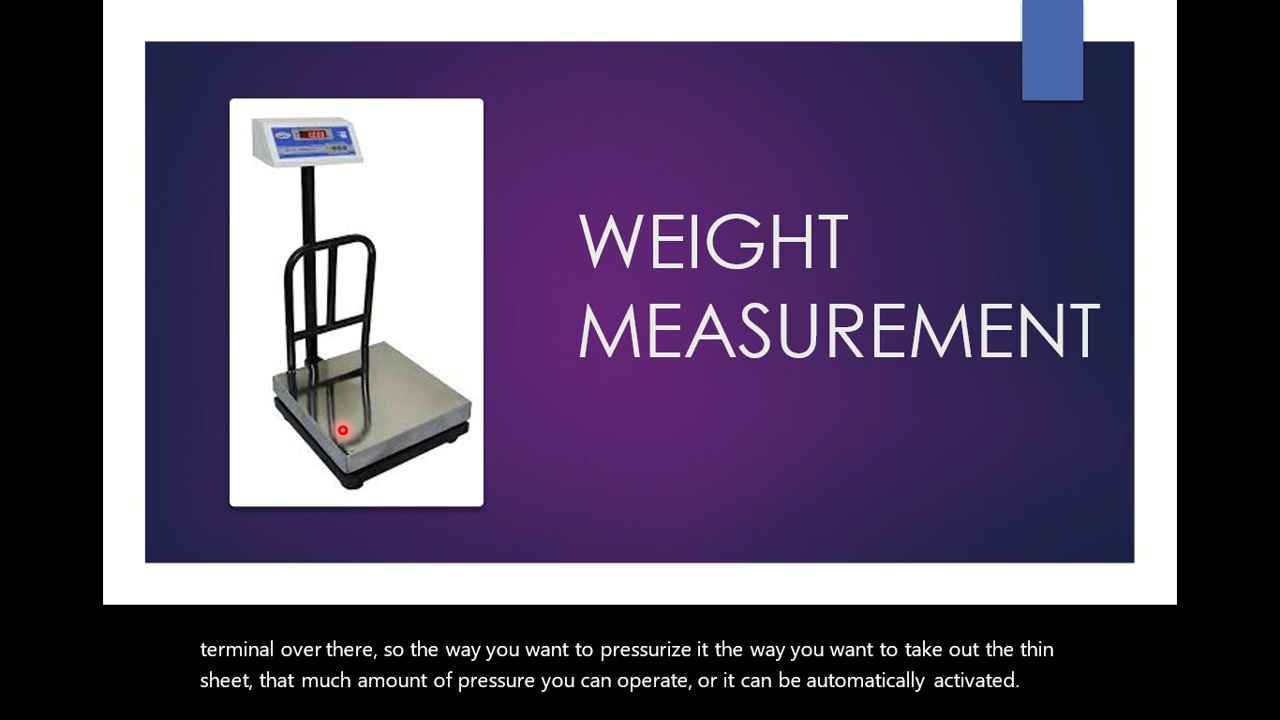 WEIGHT
MEASUREMENT
terminal over there, so the way you want to pressurize it the way you want to take out the thin
sheet, that much amount of pressure you can operate, or it can be automatically activated.